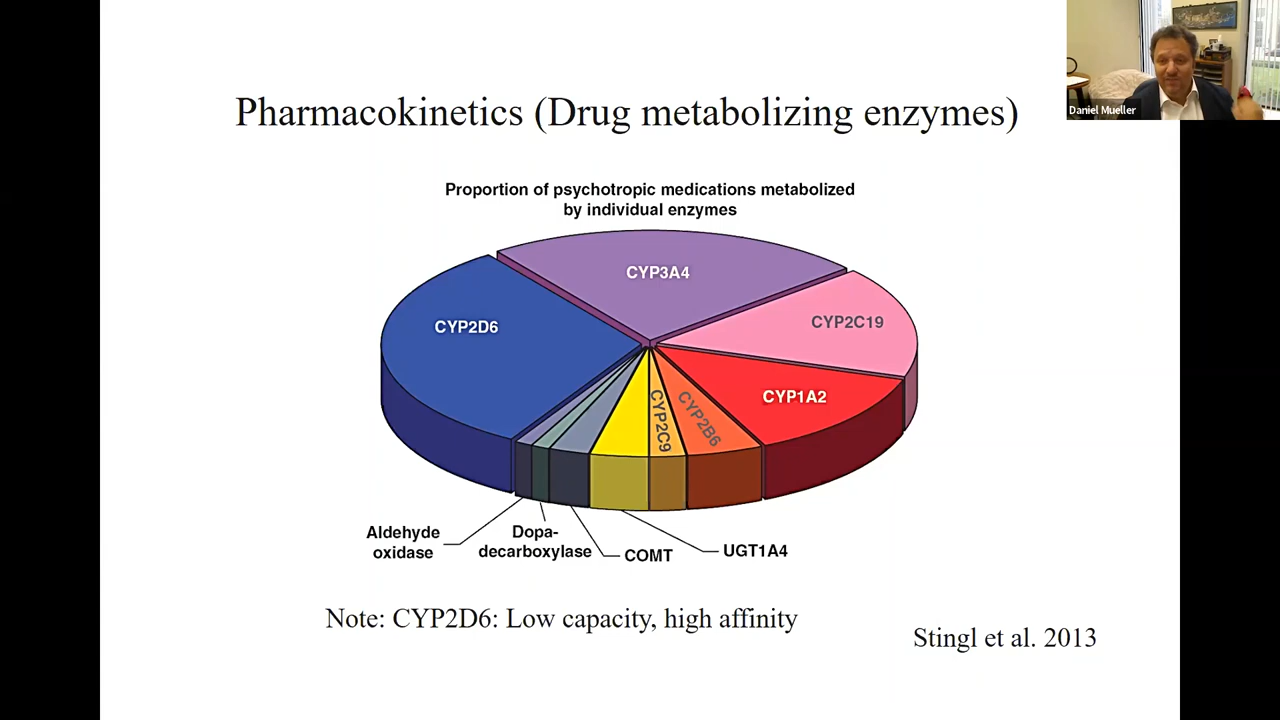 Daniel Mueller
Pharmacokinetics (Drug metabolizing enzymes)
Proportion of psychotropic medications metabolized
by individual enzymes
CYP3A4
CYP2C19
CYP2D6
CYP1A2
CYP2C9
CYP2B6
Aldehyde
oxidase
Dopa-
decarboxylase
COMT
UGT1A4
Note: CYP2D6: Low capacity, high affinity
Stingl et al. 2013